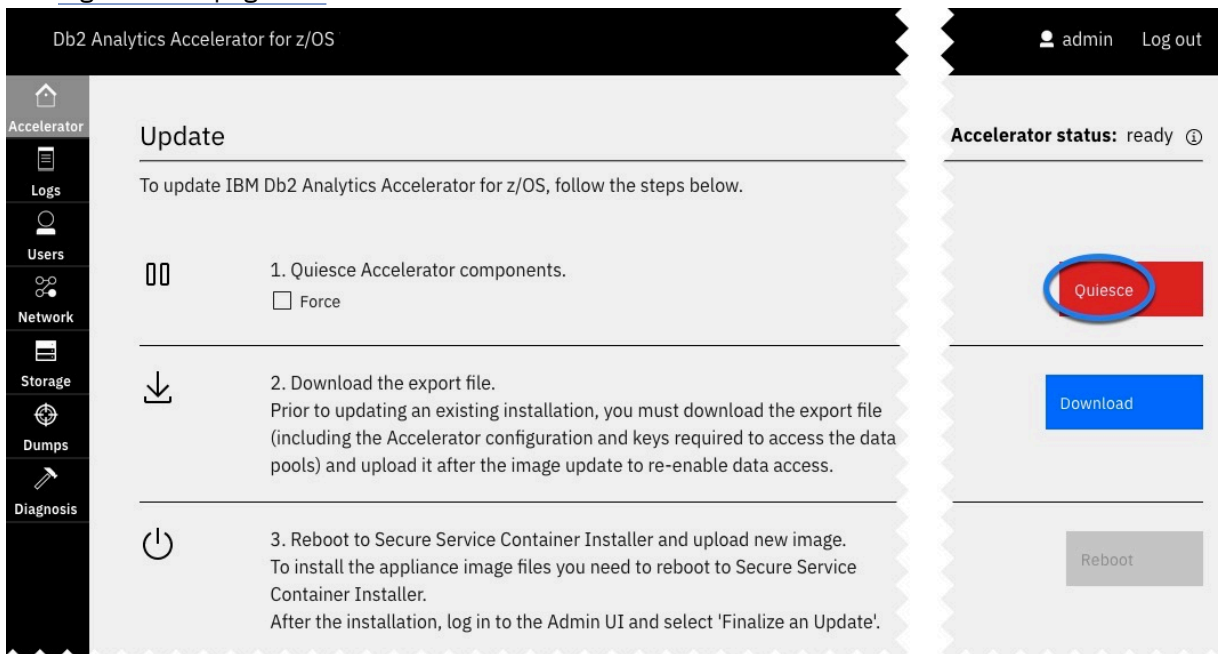 Db2 Analytics Accelerator for z/OS
admin Log out
Accelerator
Logs
Users
Network
Storage
Dumps
Diagnosis
Update
Accelerator status: ready
To update IBM Db2 Analytics Accelerator for z/OS, follow the steps below.
1. Quiesce Accelerator components.
Force
Quiesce
2. Download the export file.
Prior to updating an existing installation, you must download the export file
(including the Accelerator configuration and keys required to access the data
pools) and upload it after the image update to re-enable data access.
Download
3. Reboot to Secure Service Container Installer and upload new image.
To install the appliance image files you need to reboot to Secure Service
Container Installer.
After the installation, log in to the Admin UI and select 'Finalize an Update'.
Reboot